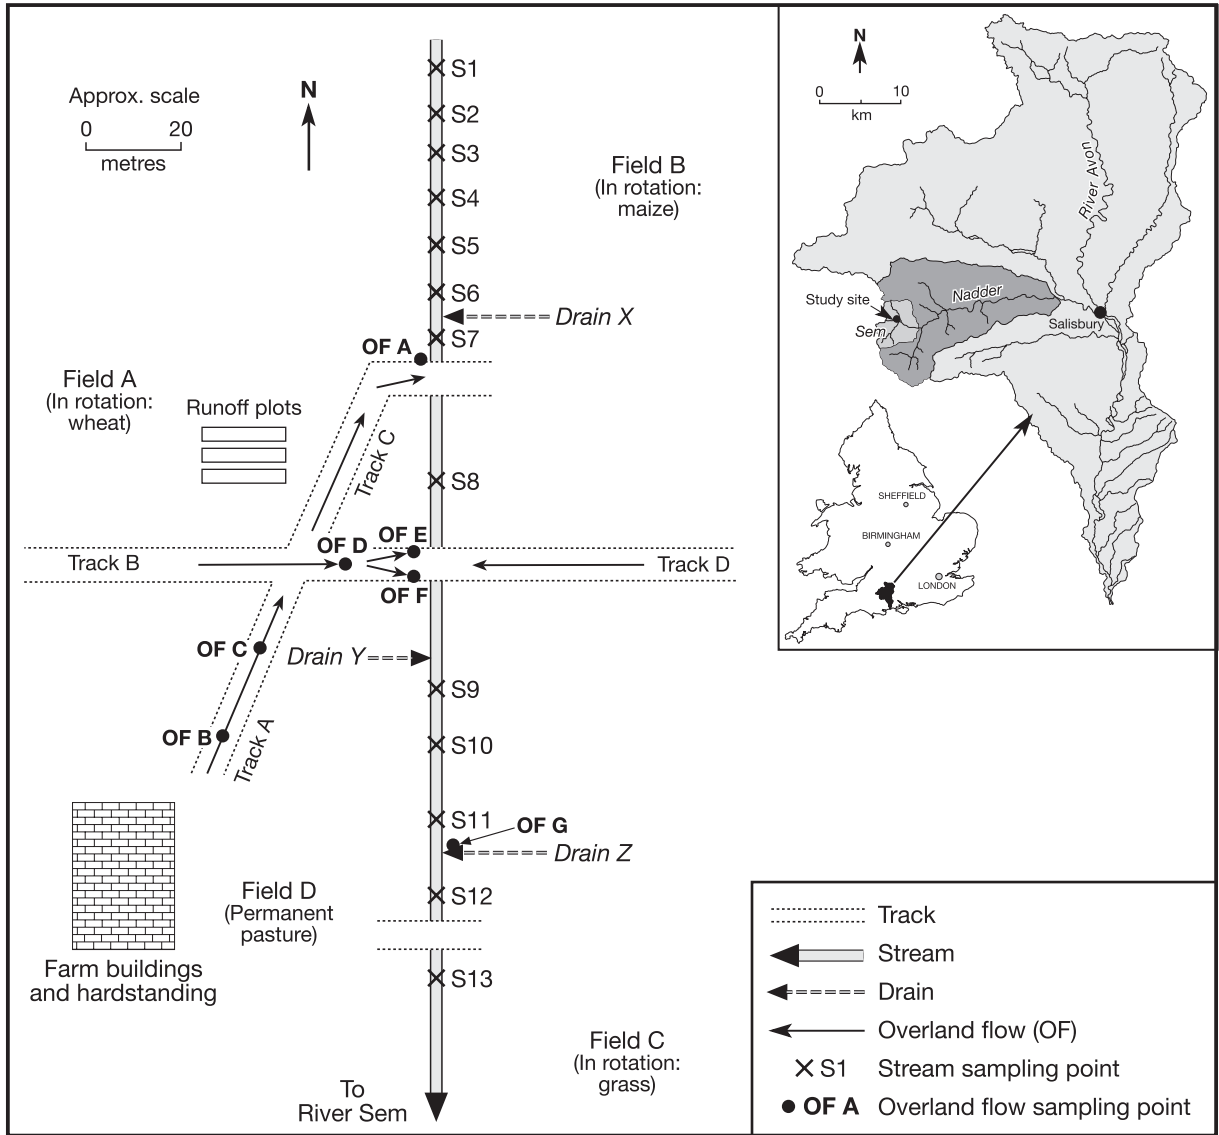 Approx. scale
0 20
metres
N
S1
S2
S3
S4
S5
S6
Drain X
S7
OF A
Field B
(In rotation:
maize)
Field A
(In rotation:
wheat)
Runoff plots
Track C
S8
OF E
OF D
Track B
Track D
OF F
OF C
Drain Y
S9
OF B
Track A
S10
S11
OF G
Drain Z
S12
Field D
(Permanent
pasture)
Farm buildings
and hardstanding
S13
Field C
(In rotation:
grass)
To
River Sem
N
0 10
km
River Avon
Nadder
Study site
Sem
Salisbury
SHEFFIELD
BIRMINGHAM
LONDON
Track
Stream
Drain
Overland flow (OF)
S1 Stream sampling point
OF A Overland flow sampling point